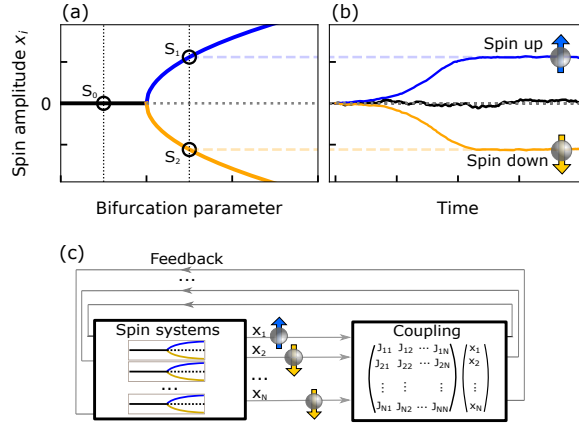 (a)
(b)
Spin amplitude xᵢ
0
S₀
S₁
S₂
Bifurcation parameter
Spin up
Spin down
Time
(c)
Feedback
...
Spin systems
...
x₁
x₂
...
x_N
Coupling
J₁₁ J₁₂ ... J₁N x₁
J₂₁ J₂₂ ... J₂N x₂
⋮ ⋮ ⋮ ⋮
J_N1 J_N2 ... J_NN x_N